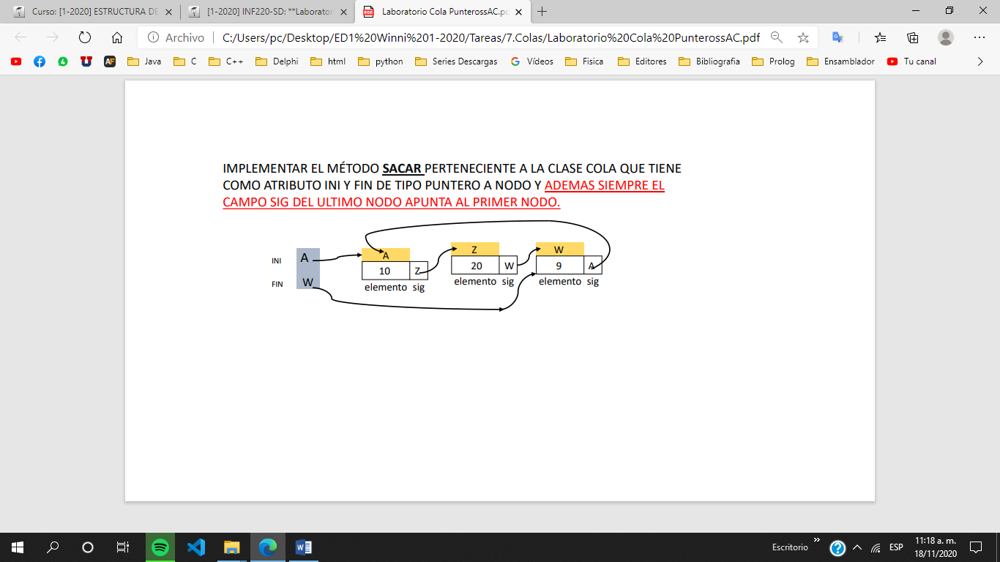 Curso: [1-2020] ESTRUCTURA DE
[1-2020] INF220-SD: **Laborator
Laboratorio Cola PunterossAC.pd
Archivo
C:/Users/pc/Desktop/ED1%20Winni%201-2020/Tareas/7.Colas/Laboratorio%20Cola%20PunterossAC.pdf
Java
C
C++
Delphi
html
python
Series Descargas
Vídeos
Fisica
Editores
Bibliografia
Prolog
Ensamblador
Tu canal
IMPLEMENTAR EL MÉTODO SACAR PERTENECIENTE A LA CLASE COLA QUE TIENE
COMO ATRIBUTO INI Y FIN DE TIPO PUNTERO A NODO Y ADEMAS SIEMPRE EL
CAMPO SIG DEL ULTIMO NODO APUNTA AL PRIMER NODO.
INI
A
FIN
W
A
10
Z
elemento sig
Z
20
W
elemento sig
W
9
A
elemento sig
Escritorio
ESP
11:18 a. m.
18/11/2020